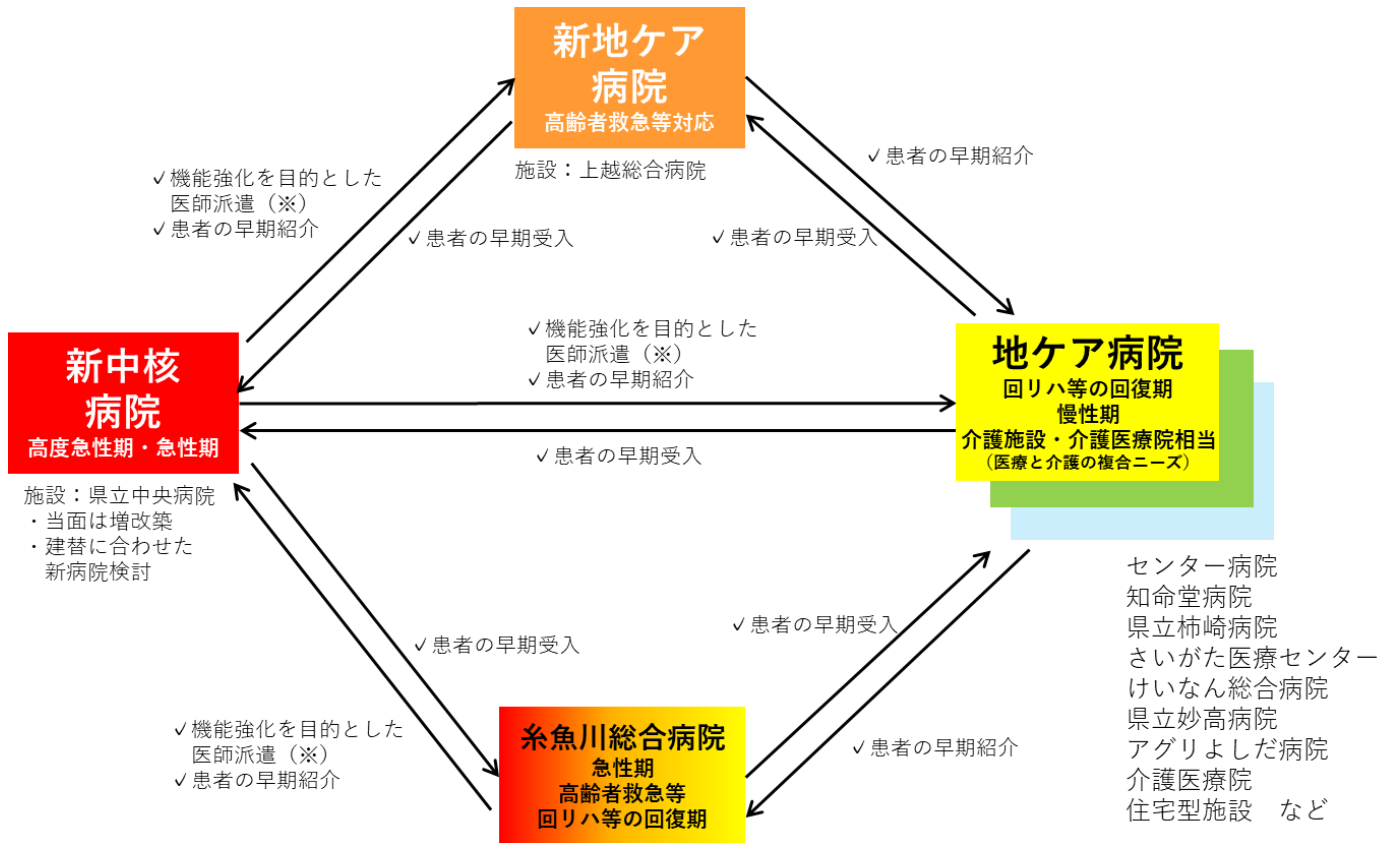 新地ケア
病院
高齢者救急等対応
施設：上越総合病院
✓患者の早期紹介
✓機能強化を目的とした
医師派遣（※）
✓患者の早期紹介
✓患者の早期受入
✓患者の早期受入
✓機能強化を目的とした
医師派遣（※）
✓患者の早期紹介
新中核
病院
高度急性期・急性期
地ケア病院
回リハ等の回復期
慢性期
介護施設・介護医療院相当
（医療と介護の複合ニーズ）
✓患者の早期受入
施設：県立中央病院
・当面は増改築
・建替に合わせた
新病院検討
センター病院
知命堂病院
県立柿崎病院
さいがた医療センター
けいなん総合病院
県立妙高病院
アグリよしだ病院
介護医療院
住宅型施設　など
✓患者の早期受入
✓患者の早期受入
✓機能強化を目的とした
医師派遣（※）
✓患者の早期紹介
糸魚川総合病院
急性期
高齢者救急等
回リハ等の回復期
✓患者の早期紹介